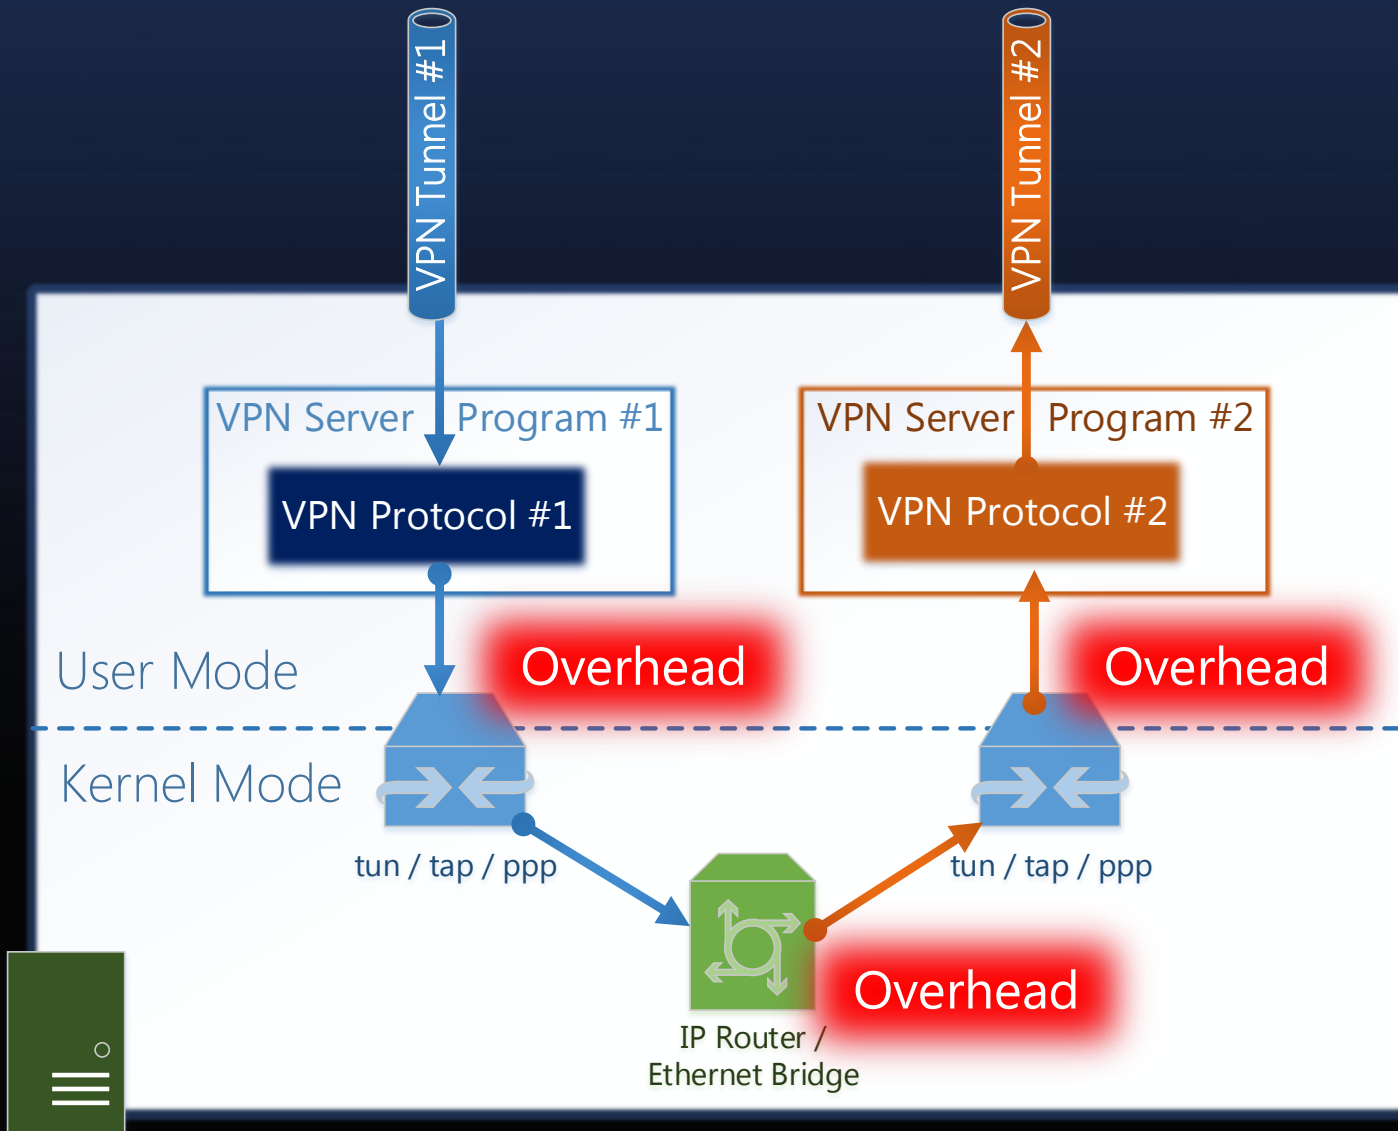 VPN Tunnel #1
VPN Tunnel #2
VPN Server Program #1
VPN Server Program #2
VPN Protocol #1
VPN Protocol #2
User Mode
Overhead
Overhead
Kernel Mode
tun / tap / ppp
tun / tap / ppp
Overhead
IP Router /
Ethernet Bridge